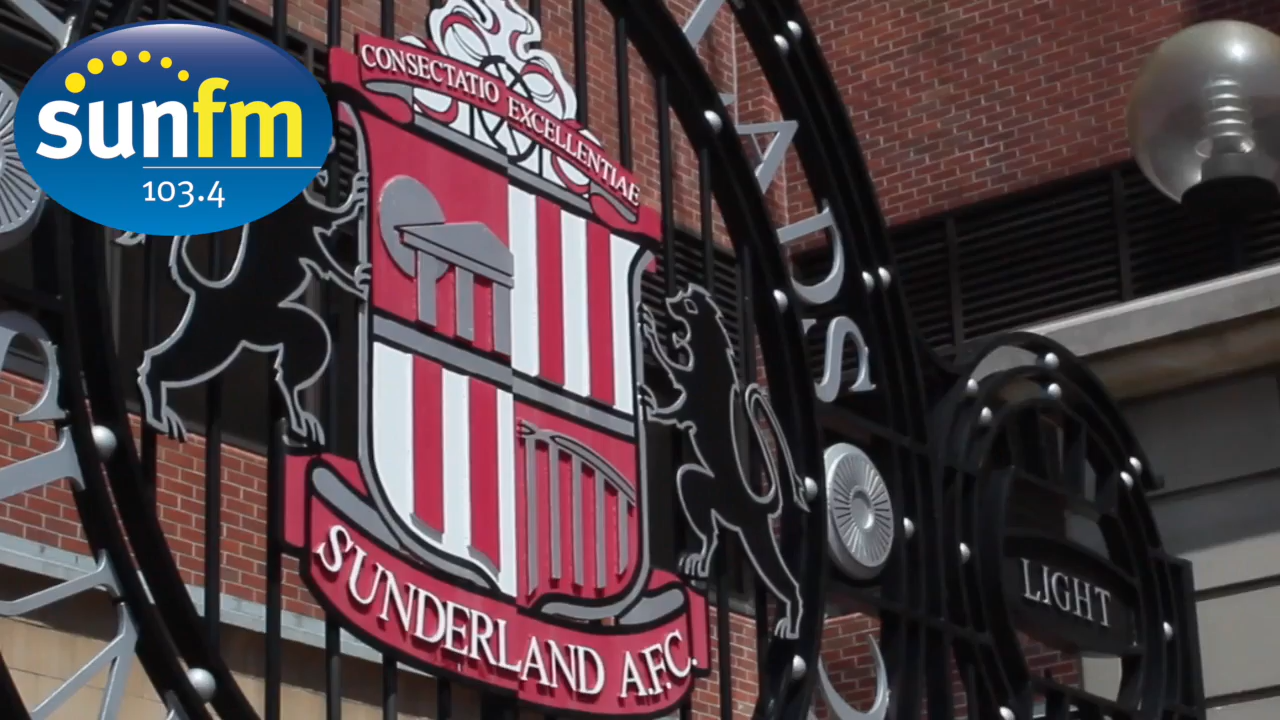 sunfm
103.4
CONSECTATIO EXCELLENTIAE
SUNDERLAND A.F.C.
LIGHT